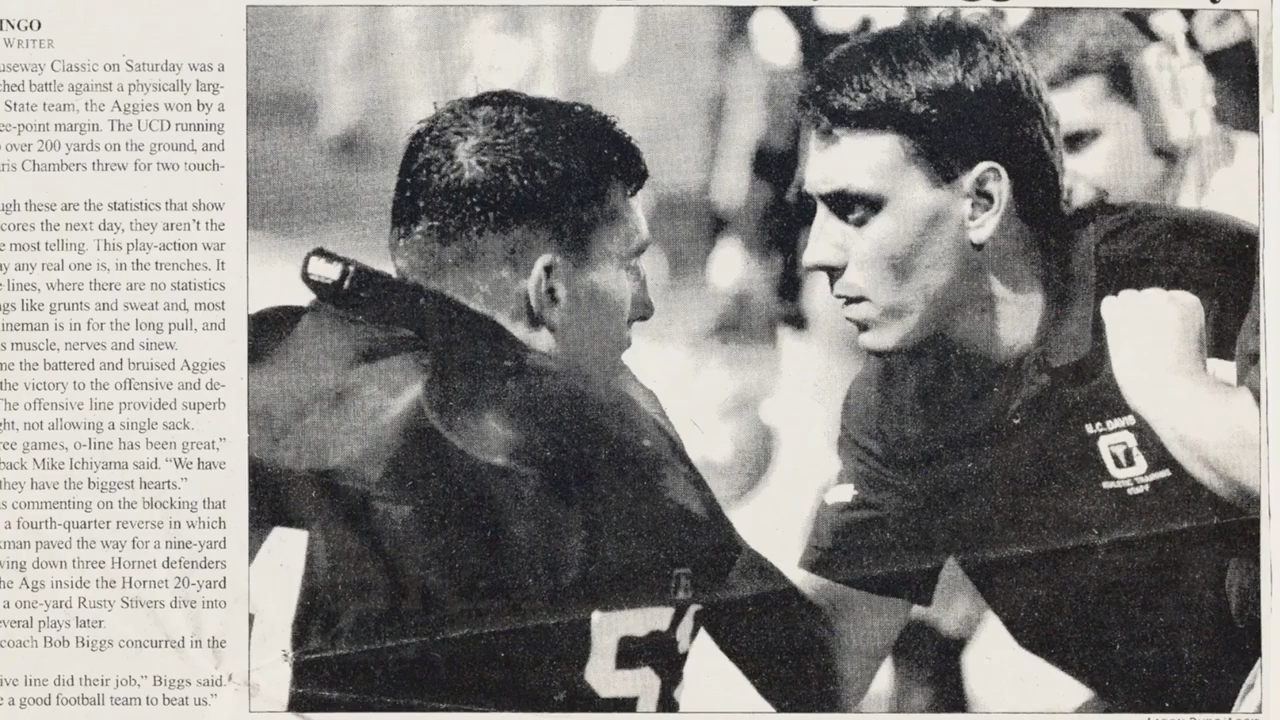 INGO
WRITER
useway Classic on Saturday was a
ched battle against a physically larg-
State team, the Aggies won by a
ee-point margin. The UCD running
over 200 yards on the ground, and
ris Chambers threw for two touch-
ugh these are the statistics that show
cores the next day, they aren't the
e most telling. This play-action war
ay any real one is, in the trenches. It
e lines, where there are no statistics
ngs like grunts and sweat and, most
ineman is in for the long pull, and
s muscle, nerves and sinew.
me the battered and bruised Aggies
the victory to the offensive and de-
The offensive line provided superb
ght, not allowing a single sack.
ree games, o-line has been great,”
back Mike Ichiyama said. “We have
they have the biggest hearts.”
s commenting on the blocking that
a fourth-quarter reverse in which
kman paved the way for a nine-yard
wing down three Hornet defenders
he Ags inside the Hornet 20-yard
a one-yard Rusty Stivers dive into
everal plays later.
coach Bob Biggs concurred in the
ive line did their job,” Biggs said.
e a good football team to beat us.”
U.C. DAVIS
ATHLETIC TRAINING
STAFF
5